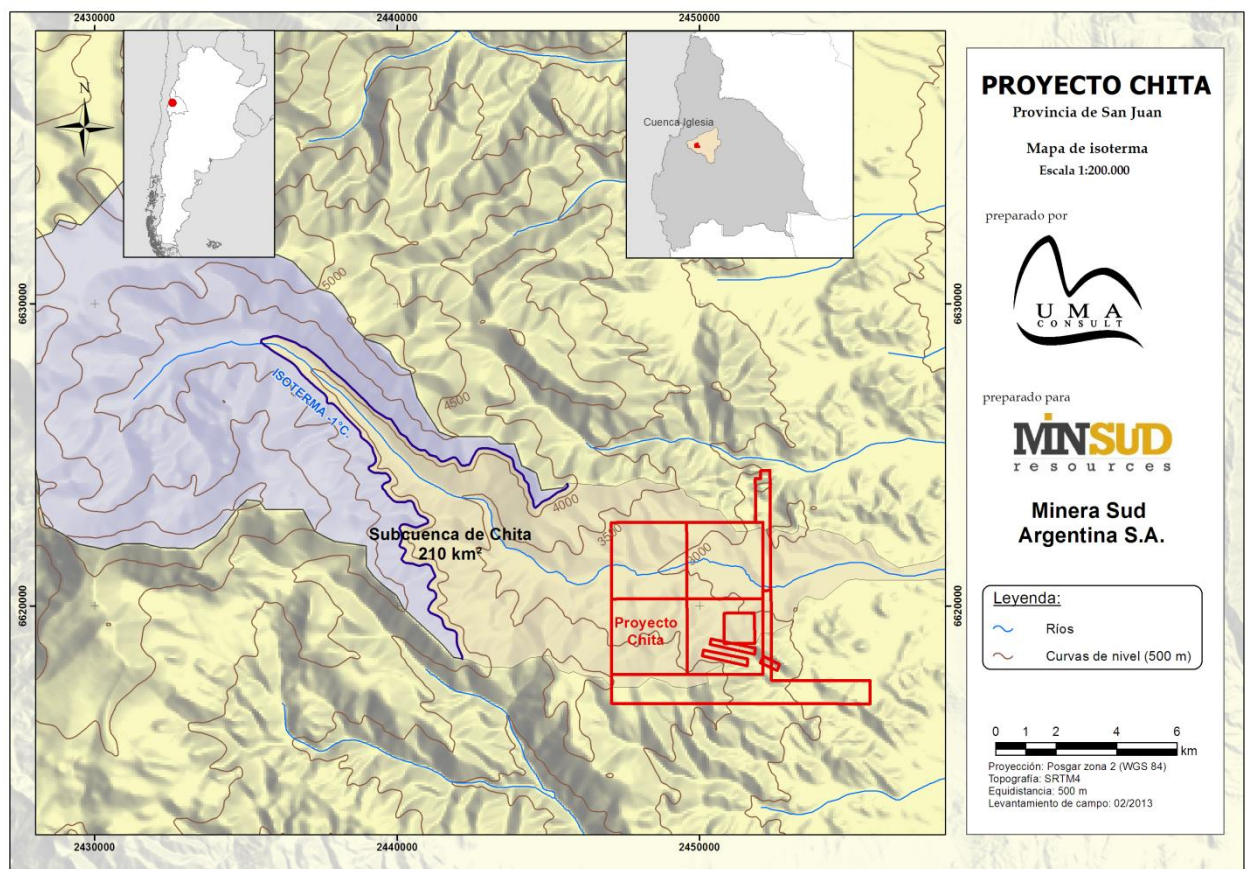 2430000
2440000
2450000
N
Cuenca Iglesia
6630000
6630000
5000
4500
ISOTERMA -1°C.
4000
3500
3000
Subcuenca de Chita
210 km²
6620000
6620000
Proyecto
Chita
2430000
2440000
2450000
PROYECTO CHITA
Provincia de San Juan
Mapa de isoterma
Escala 1:200.000
preparado por
UMA
CONSULT
preparado para
MINSUD
resources
Minera Sud
Argentina S.A.
Leyenda:
Ríos
Curvas de nivel (500 m)
0 1 2 4 6
km
Proyección: Posgar zona 2 (WGS 84)
Topografía: SRTM4
Equidistancia: 500 m
Levantamiento de campo: 02/2013